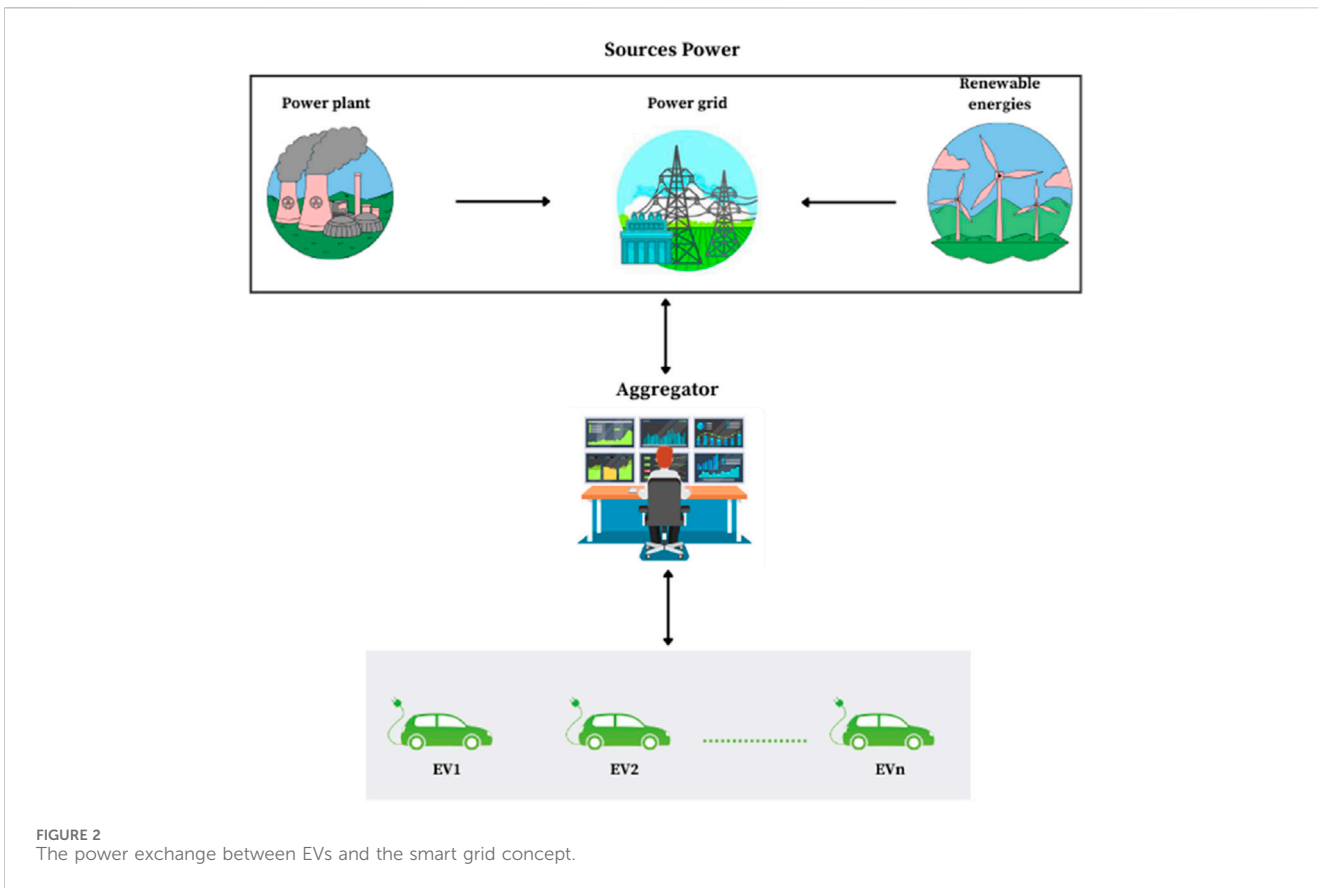 Sources Power
Power plant
Power grid
Renewable
energies
Aggregator
EV1
EV2
EVn
FIGURE 2
The power exchange between EVs and the smart grid concept.